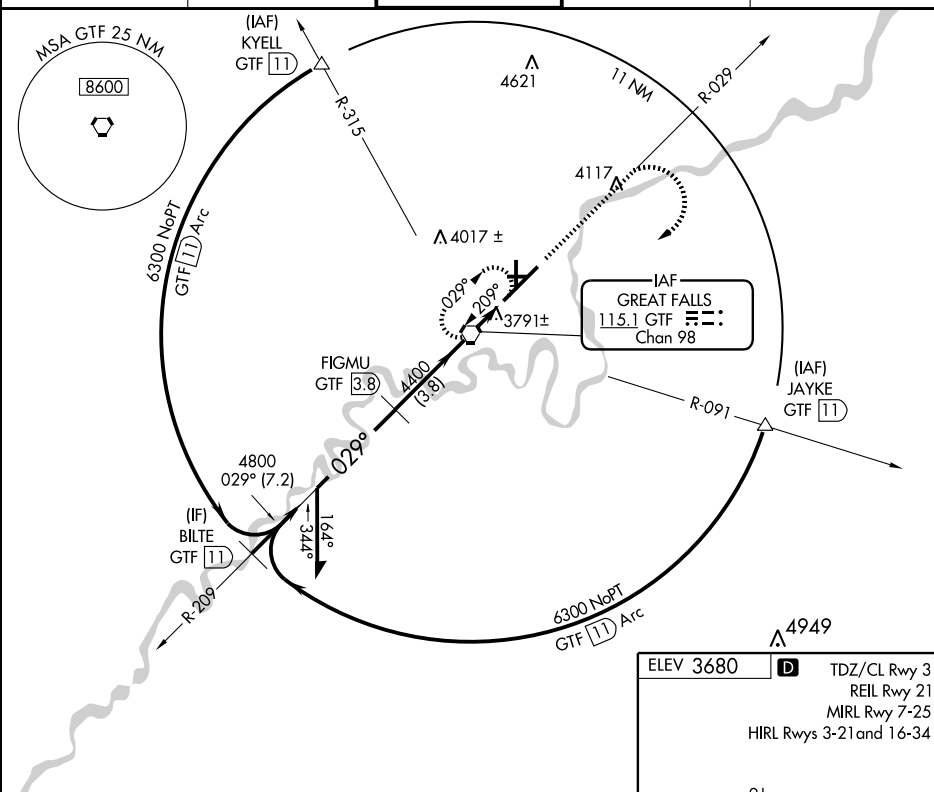 MSA GTF 25 NM
8600
(IAF)
KYELL
GTF 11
R-315
4621
11 NM
R-029
4117
6300 NoPT
GTF 11 Arc
4017 ±
029°
209°
3791±
IAF
GREAT FALLS
115.1 GTF
Chan 98
FIGMU
GTF 3.8
4400
(3.8)
(IAF)
JAYKE
GTF 11
R-091
029°
4800
029° (7.2)
(IF)
BILTE
GTF 11
164°
344°
R-209
6300 NoPT
GTF 11 Arc
4949
ELEV 3680
D
TDZ/CL Rwy 3
REIL Rwy 21
MIRL Rwy 7-25
HIRL Rwys 3-21and 16-34